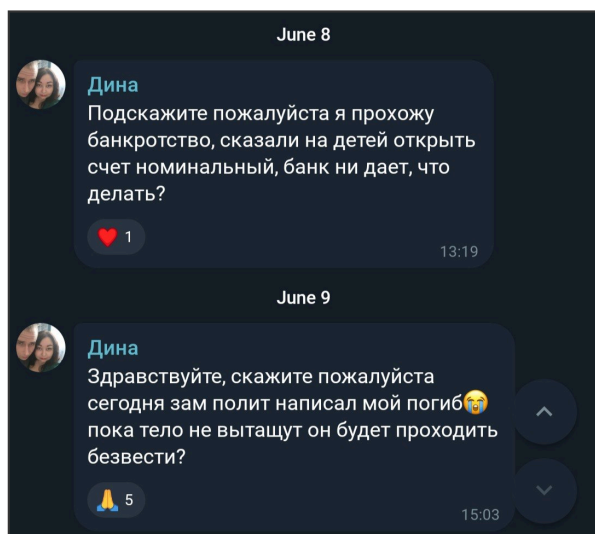 June 8
Дина
Подскажите пожалуйста я прохожу
банкротство, сказали на детей открыть
счет номинальный, банк ни дает, что
делать?
❤️ 1
13:19
June 9
Дина
Здравствуйте, скажите пожалуйста
сегодня зам полит написал мой погиб😭
пока тело не вытащут он будет проходить
безвести?
🙏 5
15:03